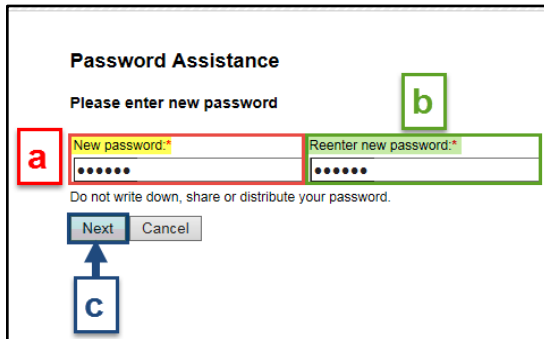 Password Assistance
Please enter new password
b
a
New password:* Reenter new password:*
•••••• ••••••
Do not write down, share or distribute your password.
Next Cancel
c